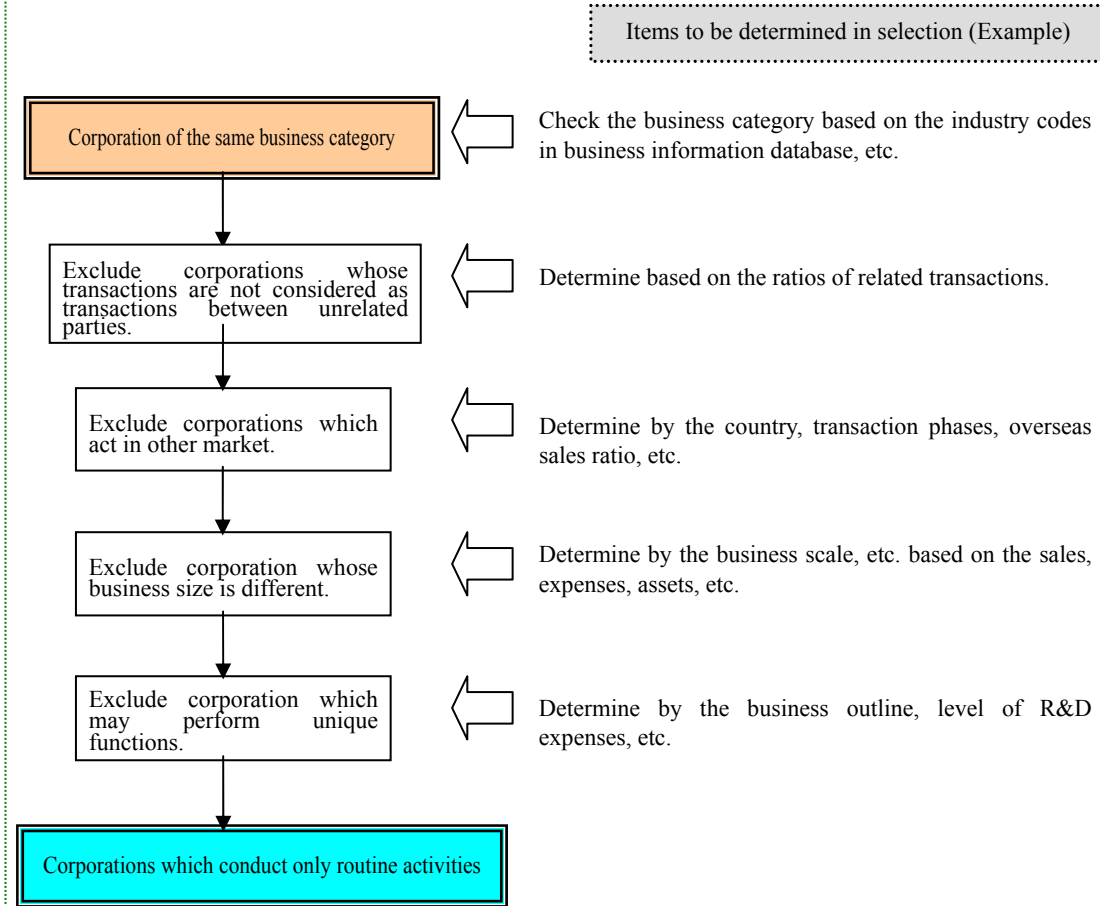 Items to be determined in selection (Example)
Corporation of the same business category
Check the business category based on the industry codes
in business information database, etc.
Exclude corporations whose
transactions are not considered as
transactions between unrelated
parties.
Determine based on the ratios of related transactions.
Exclude corporations which
act in other market.
Determine by the country, transaction phases, overseas
sales ratio, etc.
Exclude corporation whose
business size is different.
Determine by the business scale, etc. based on the sales,
expenses, assets, etc.
Exclude corporation which
may perform unique
functions.
Determine by the business outline, level of R&D
expenses, etc.
Corporations which conduct only routine activities